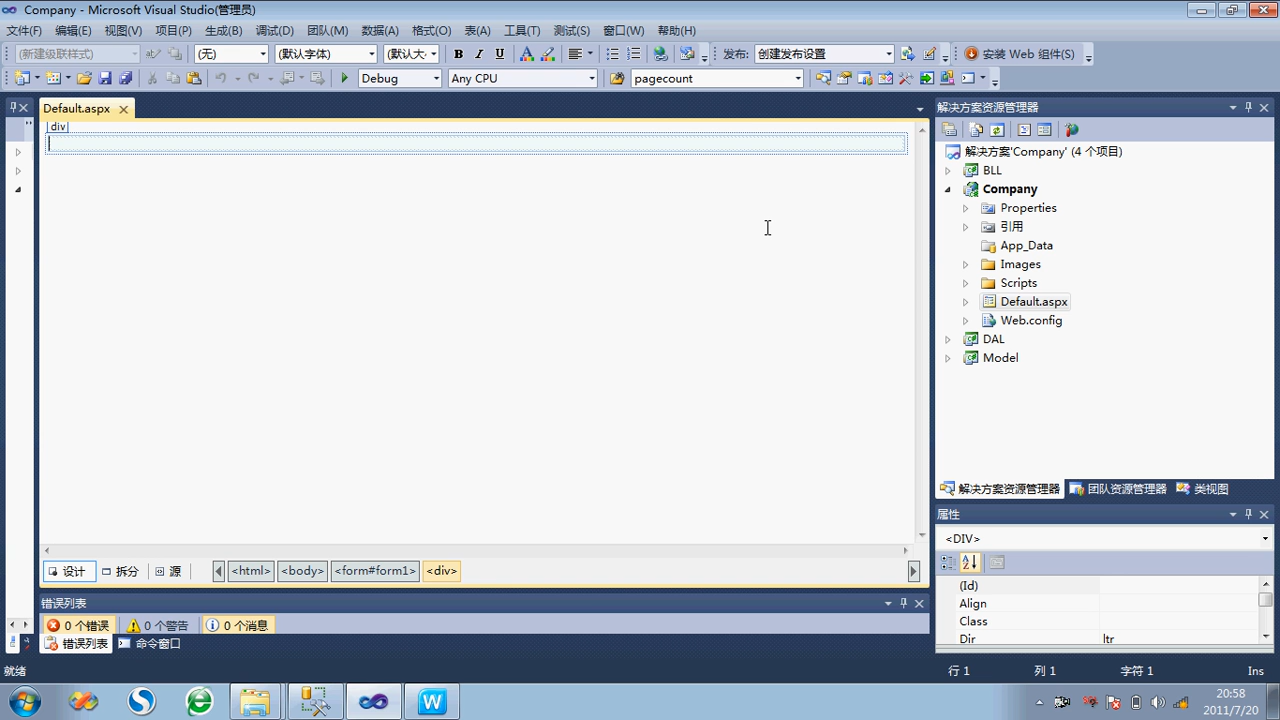 Company - Microsoft Visual Studio(管理员)
文件(F) 编辑(E) 视图(V) 项目(P) 生成(B) 调试(D) 团队(M) 数据(A) 格式(O) 表(A) 工具(T) 测试(S) 窗口(W) 帮助(H)
(新建级联样式) (无) (默认字体) (默认大 B I U A 发布: 创建发布设置 安装 Web 组件(S)
Debug Any CPU pagecount
Default.aspx
div
解决方案资源管理器
解决方案'Company' (4 个项目)
BLL
Company
Properties
引用
App_Data
Images
Scripts
Default.aspx
Web.config
DAL
Model
解决方案资源管理器 团队资源管理器 类视图
属性
<DIV>
(Id)
Align
Class
Dir ltr
设计 拆分 源 <html> <body> <form#form1> <div>
错误列表
0 个错误 0 个警告 0 个消息
错误列表 命令窗口
就绪 行 1 列 1 字符 1 Ins
20:58
2011/7/20